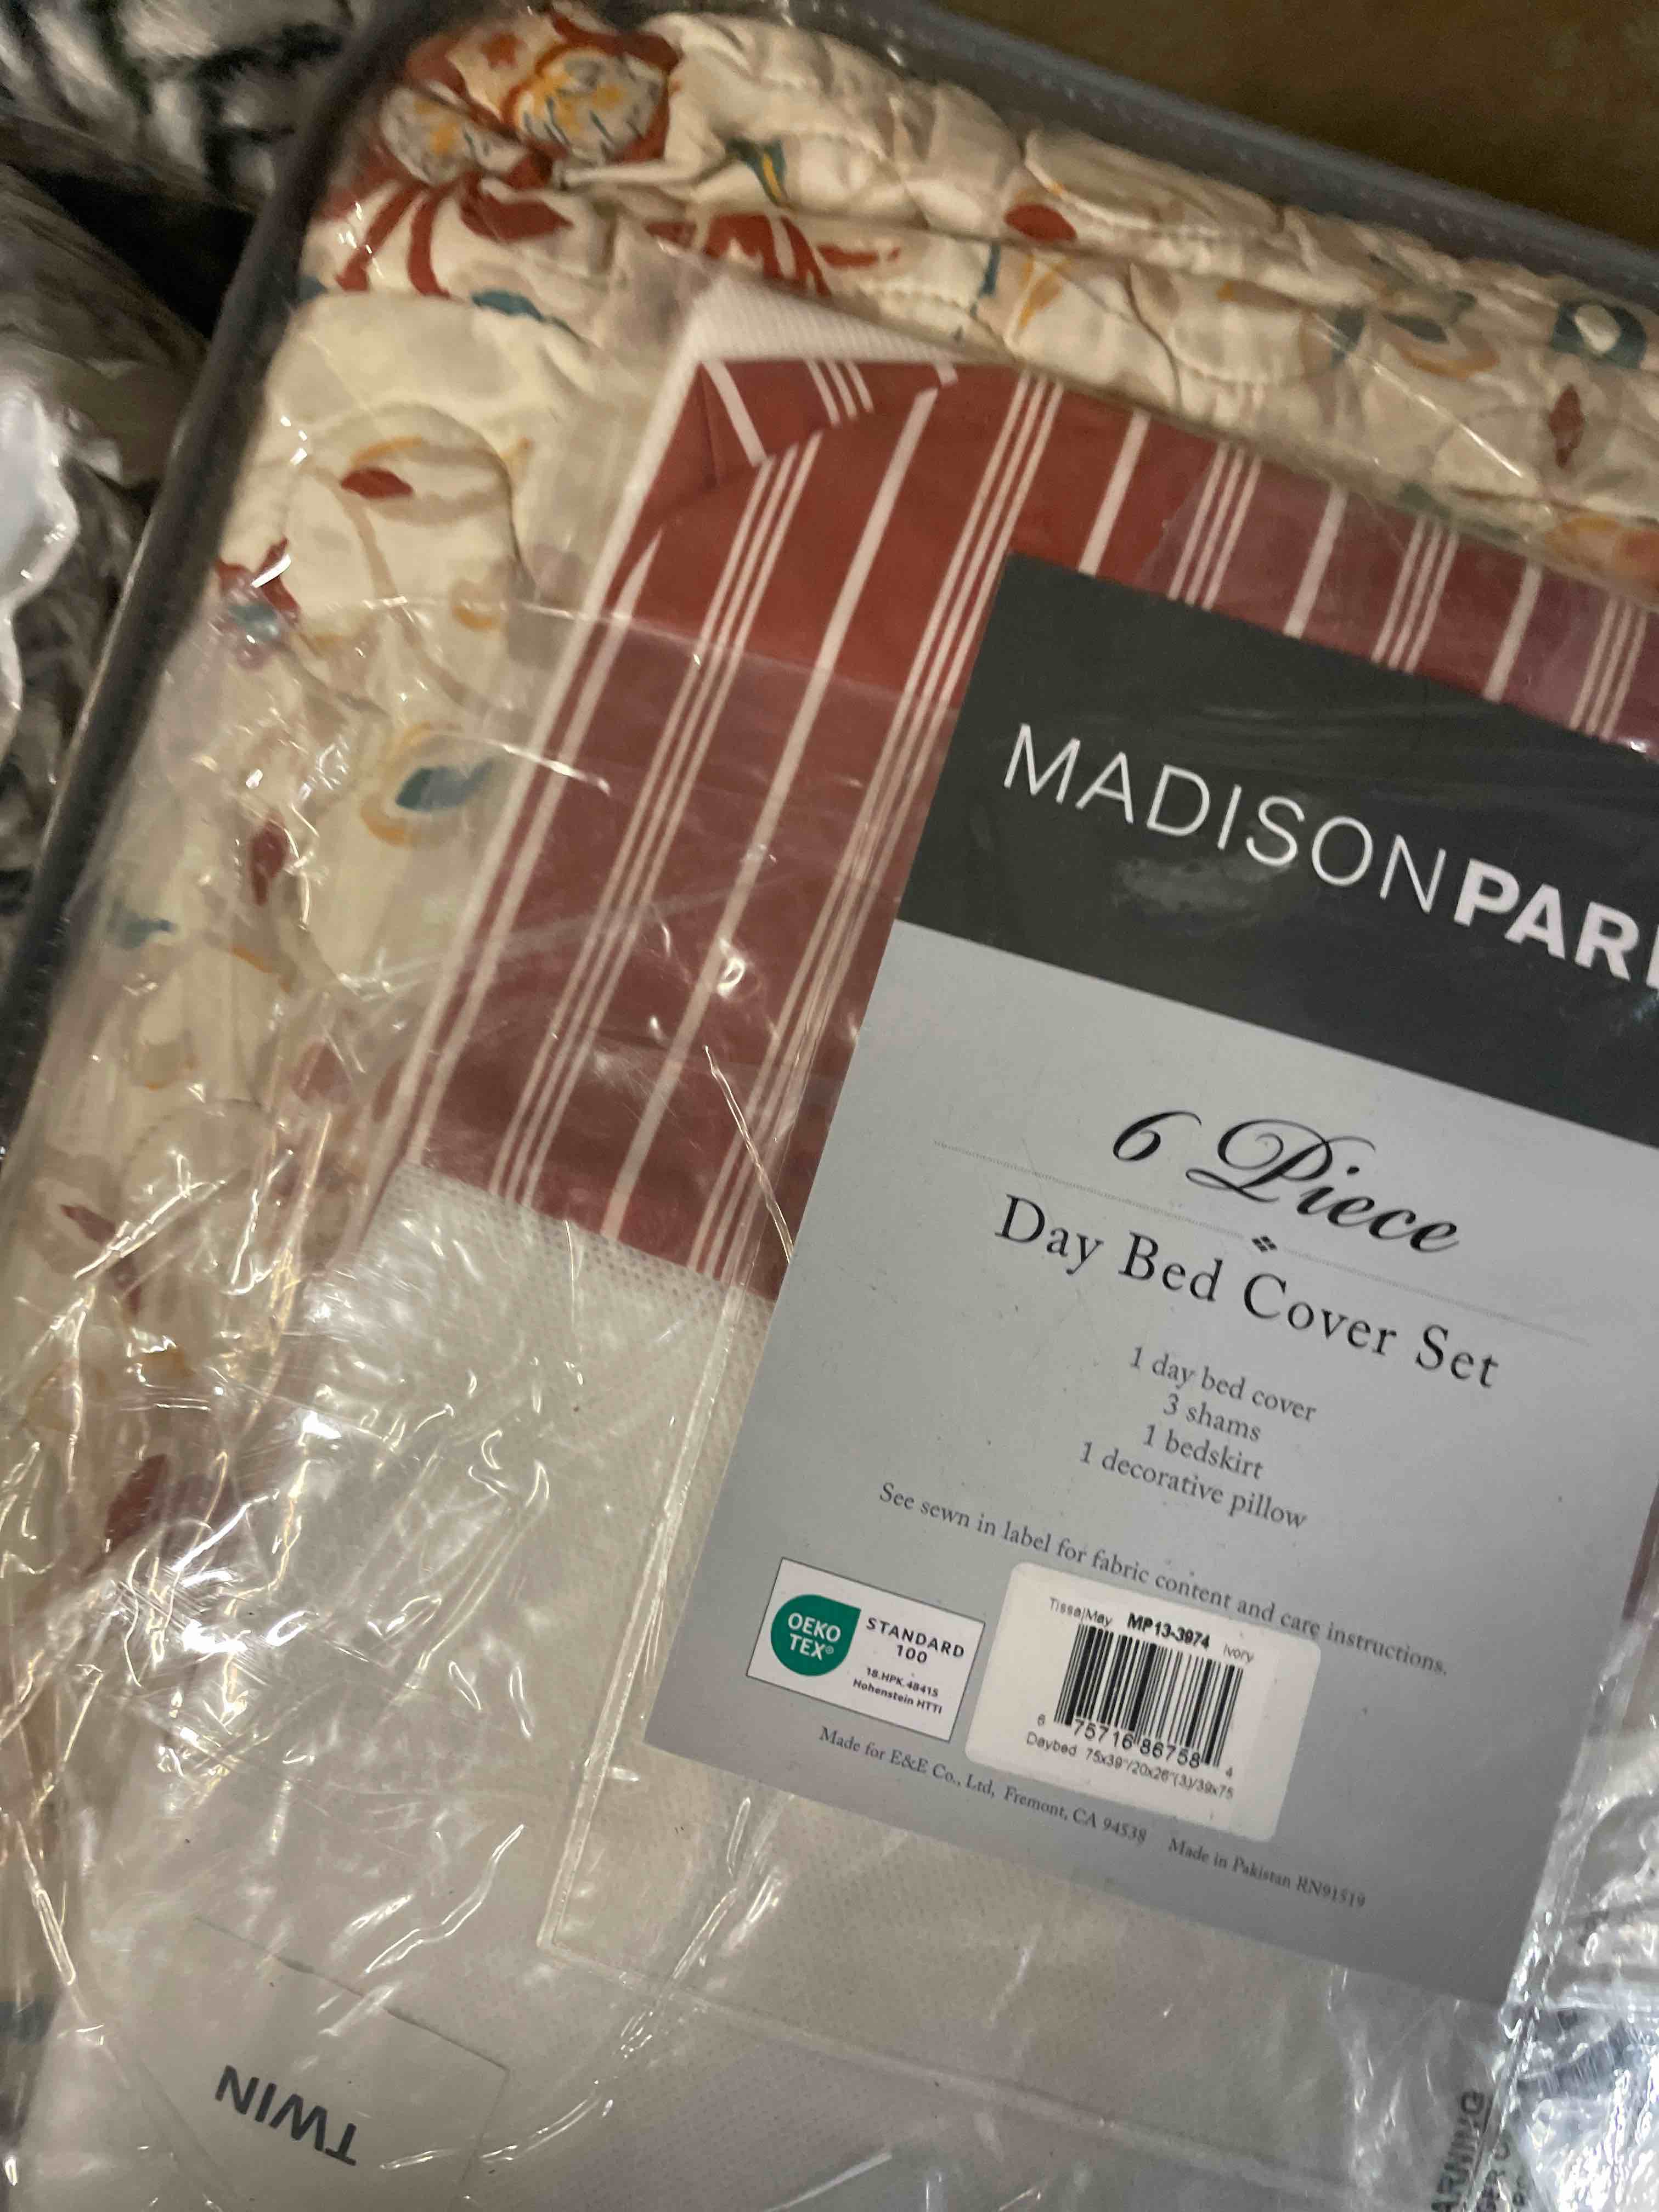 MADISONPARK
6 Piece
Day Bed Cover Set
1 day bed cover
3 shams
1 bedskirt
1 decorative pillow
See sewn in label for fabric content and care instructions.
OEKO
TEX®
STANDARD
100
18.HPK.48415
Hohenstein HTTI
Tissa|May MP13-3974 Ivory
6 75716 86758 4
Daybed 75x39"/20x26"(3)/39x75
Made for E&E Co., Ltd, Fremont, CA 94538 Made in Pakistan RN91519
TWIN
ARNING